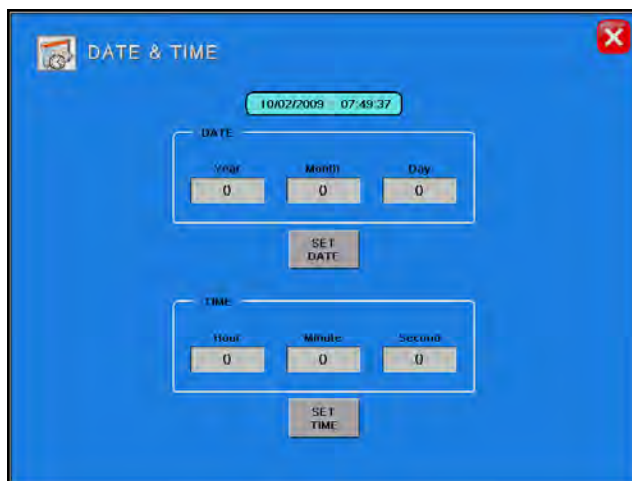 DATE & TIME
10/02/2009 07:49:37
DATE
Year Month Day
0 0 0
SET
DATE
TIME
Hour Minute Second
0 0 0
SET
TIME